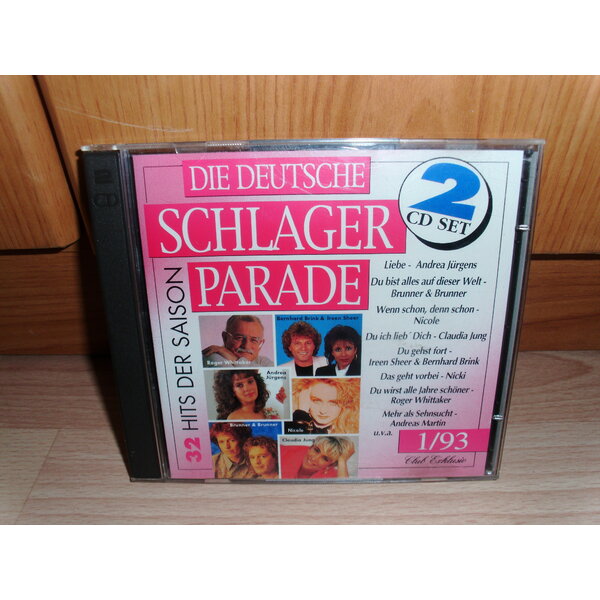 2
CD
DIE DEUTSCHE
SCHLAGER
PARADE
2
CD SET
32 HITS DER SAISON
Roger Whittaker
Bernhard Brink & Ireen Sheer
Andrea
Jürgens
Nicki
Brunner & Brunner
Nicole
Claudia Jung
Liebe - Andrea Jürgens
Du bist alles auf dieser Welt -
Brunner & Brunner
Wenn schon, denn schon -
Nicole
Du ich lieb' Dich - Claudia Jung
Du gehst fort -
Ireen Sheer & Bernhard Brink
Das geht vorbei - Nicki
Du wirst alle Jahre schöner -
Roger Whittaker
Mehr als Sehnsucht -
Andreas Martin
u.v.a.
1/93
Club Exklusiv